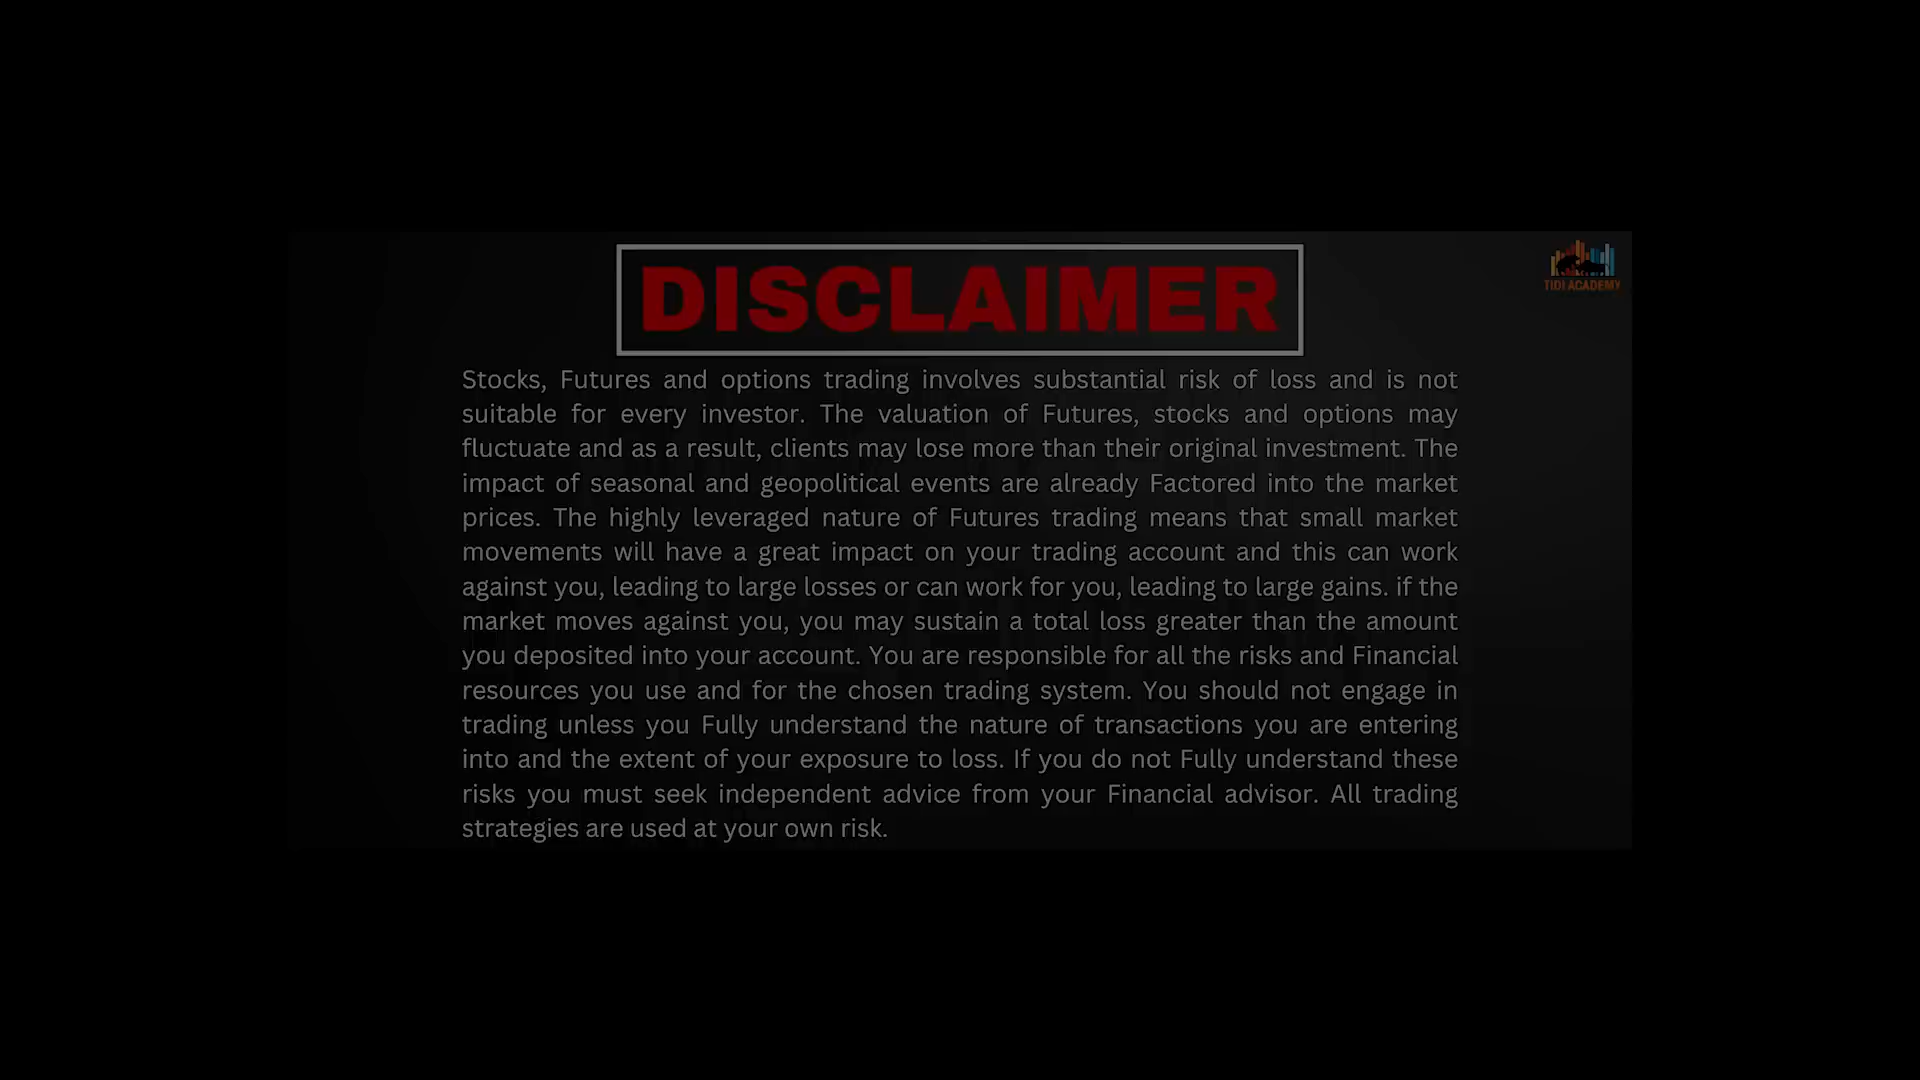 DISCLAIMER
TIDI ACADEMY
Stocks, Futures and options trading involves substantial risk of loss and is not
suitable for every investor. The valuation of Futures, stocks and options may
fluctuate and as a result, clients may lose more than their original investment. The
impact of seasonal and geopolitical events are already Factored into the market
prices. The highly leveraged nature of Futures trading means that small market
movements will have a great impact on your trading account and this can work
against you, leading to large losses or can work for you, leading to large gains. if the
market moves against you, you may sustain a total loss greater than the amount
you deposited into your account. You are responsible for all the risks and Financial
resources you use and for the chosen trading system. You should not engage in
trading unless you Fully understand the nature of transactions you are entering
into and the extent of your exposure to loss. If you do not Fully understand these
risks you must seek independent advice from your Financial advisor. All trading
strategies are used at your own risk.